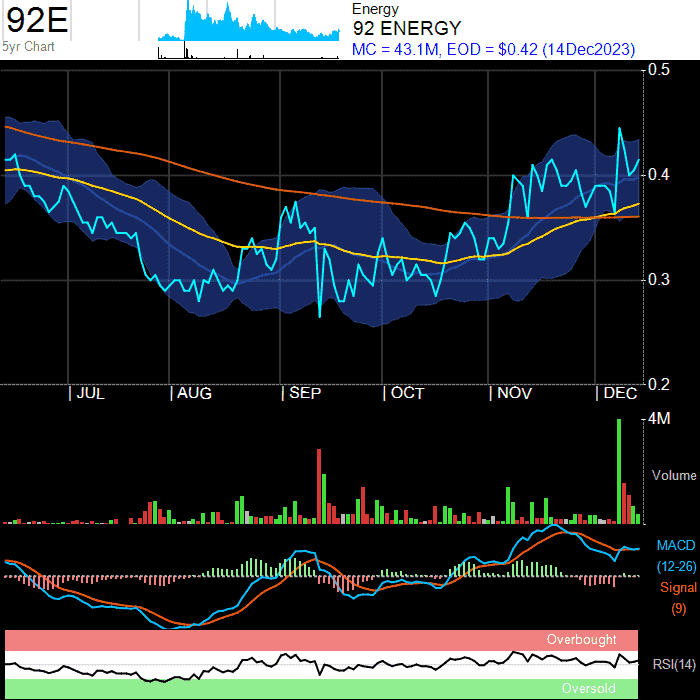 92E
5yr Chart
Energy
92 ENERGY
MC = 43.1M, EOD = $0.42 (14Dec2023)
0.5
0.4
0.3
0.2
JUL AUG SEP OCT NOV DEC
4M
Volume
MACD
(12-26)
Signal
(9)
Overbought
RSI(14)
Oversold